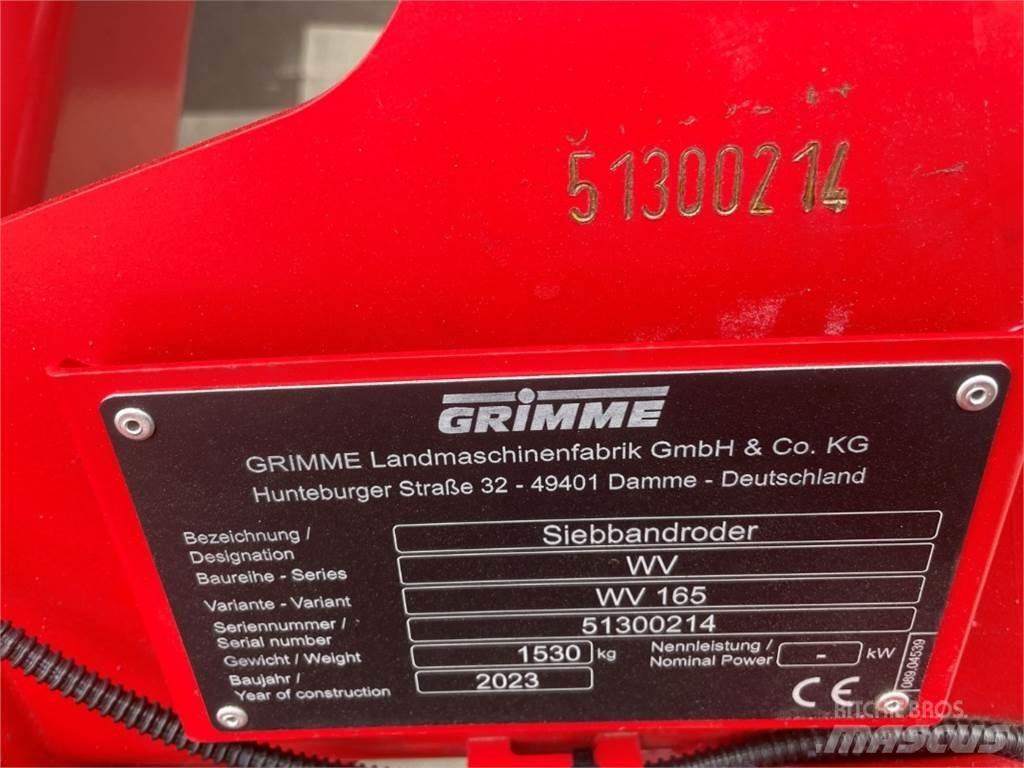 51300214
GRIMME
GRIMME Landmaschinenfabrik GmbH & Co. KG
Hunteburger Straße 32 - 49401 Damme - Deutschland
Bezeichnung / Designation Siebbandroder
Baureihe - Series WV
Variante - Variant WV 165
Seriennummer / Serial number 51300214
Gewicht / Weight 1530 kg Nennleistung / Nominal Power - kW
Baujahr / Year of construction 2023
CE
089.04539
RITCHIE BROS.
MASCUS